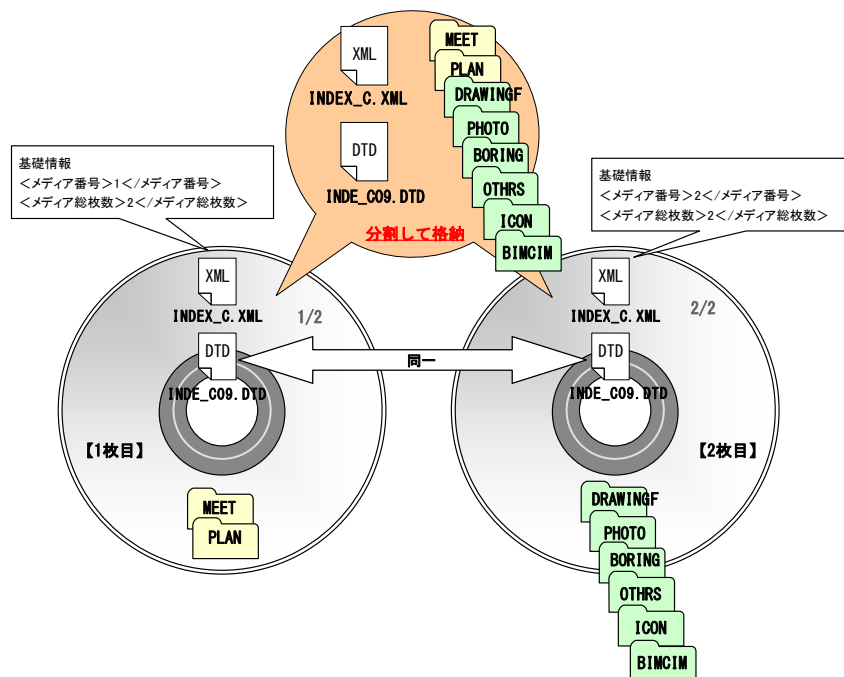 XML
INDEX_C.XML
DTD
INDE_C09.DTD
分割して格納
MEET
PLAN
DRAWINGF
PHOTO
BORING
OTHRS
ICON
BIMCIM
基礎情報
<メディア番号>1</メディア番号>
<メディア総枚数>2</メディア総枚数>
基礎情報
<メディア番号>2</メディア番号>
<メディア総枚数>2</メディア総枚数>
XML
INDEX_C.XML
1/2
DTD
INDE_C09.DTD
【1枚目】
MEET
PLAN
同一
XML
INDEX_C.XML
2/2
DTD
INDE_C09.DTD
【2枚目】
DRAWINGF
PHOTO
BORING
OTHRS
ICON
BIMCIM